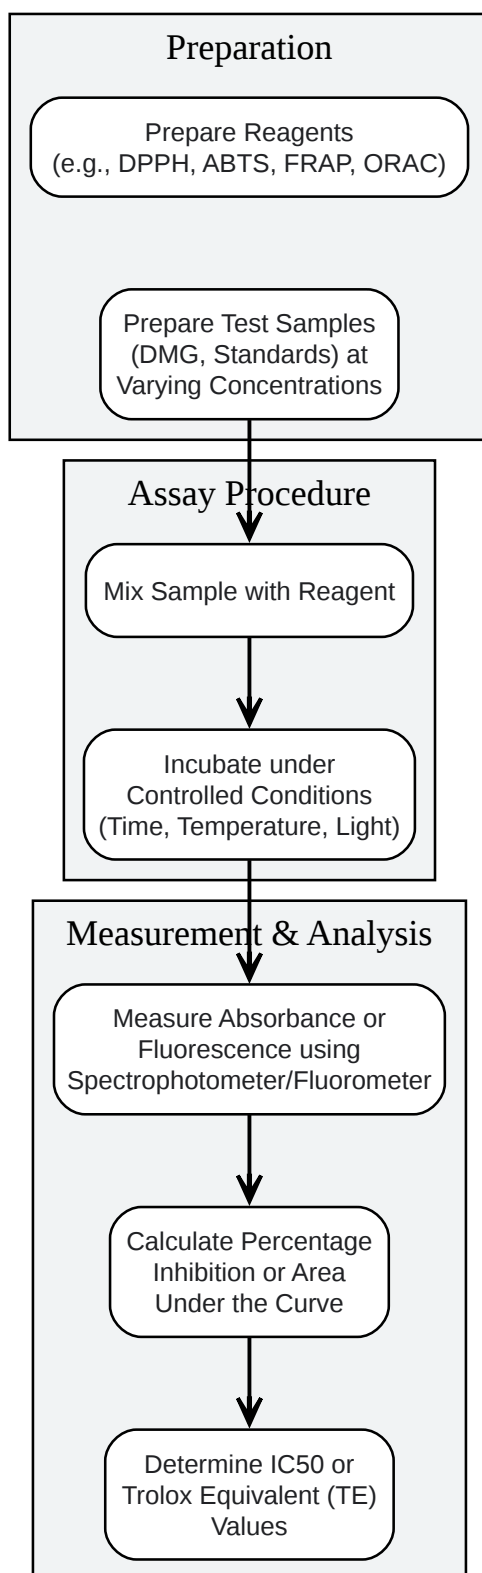 Preparation
Prepare Reagents
(e.g., DPPH, ABTS, FRAP, ORAC)
Prepare Test Samples
(DMG, Standards) at
Varying Concentrations
Assay Procedure
Mix Sample with Reagent
Incubate under
Controlled Conditions
(Time, Temperature, Light)
Measurement & Analysis
Measure Absorbance or
Fluorescence using
Spectrophotometer/Fluorometer
Calculate Percentage
Inhibition or Area
Under the Curve
Determine IC50 or
Trolox Equivalent (TE)
Values